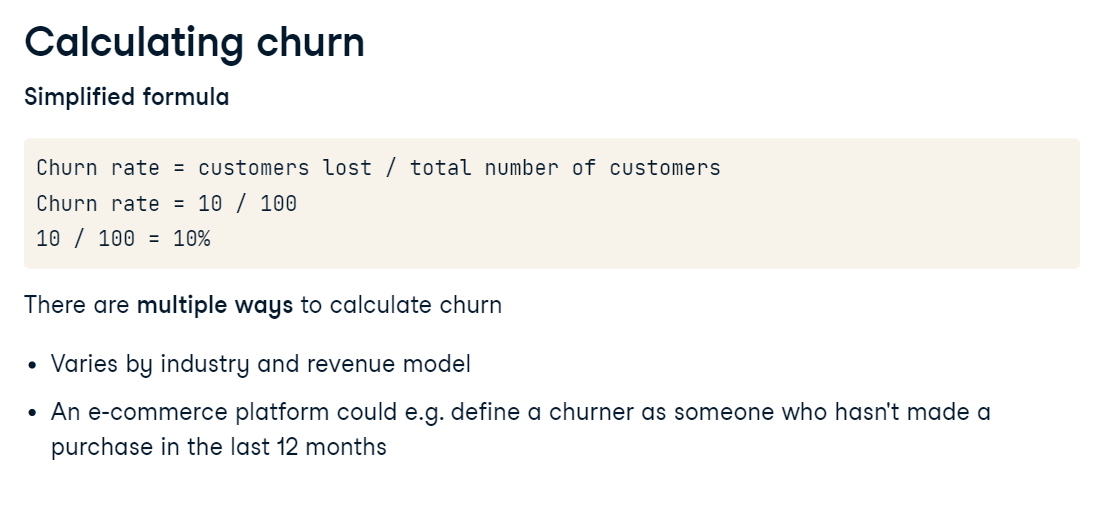 Calculating churn
Simplified formula
Churn rate = customers lost / total number of customers
Churn rate = 10 / 100
10 / 100 = 10%
There are multiple ways to calculate churn
• Varies by industry and revenue model
• An e-commerce platform could e.g. define a churner as someone who hasn't made a
purchase in the last 12 months